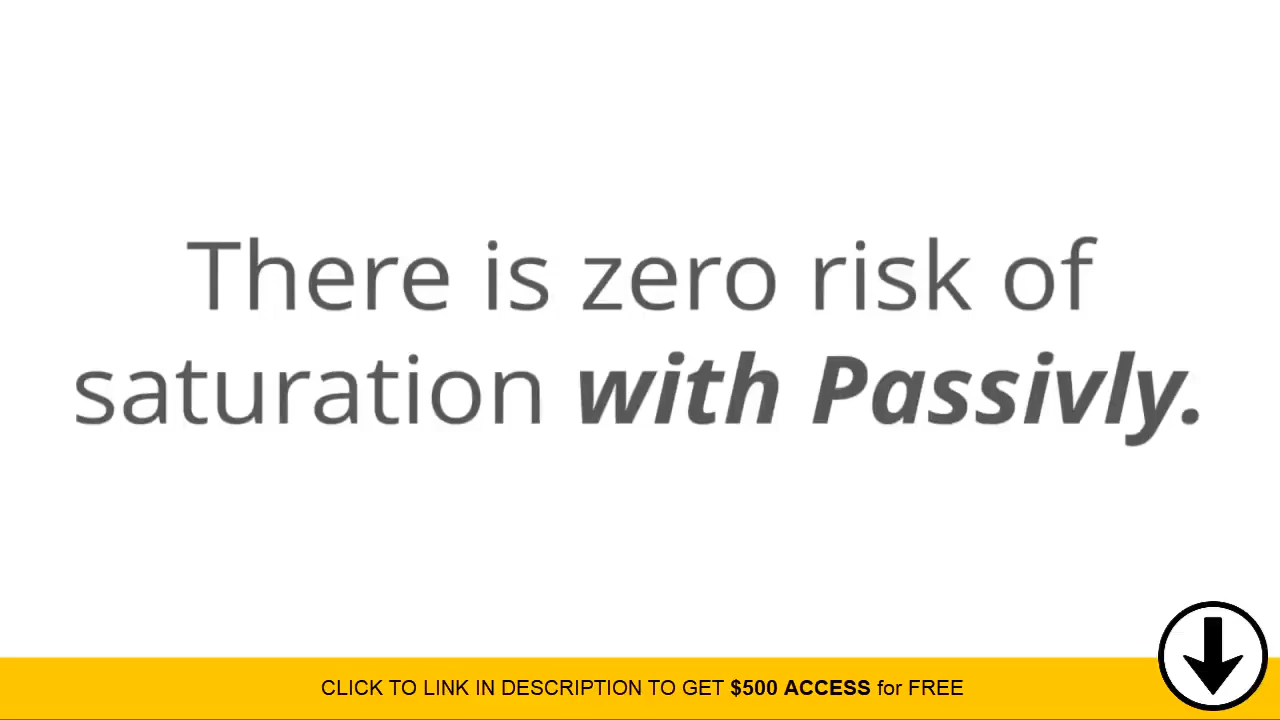 There is zero risk of
saturation with Passivly.
CLICK TO LINK IN DESCRIPTION TO GET $500 ACCESS for FREE